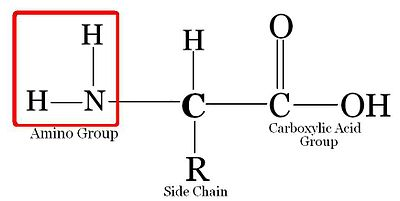 H H O
H N C C OH
Amino Group Carboxylic Acid
Group
R
Side Chain